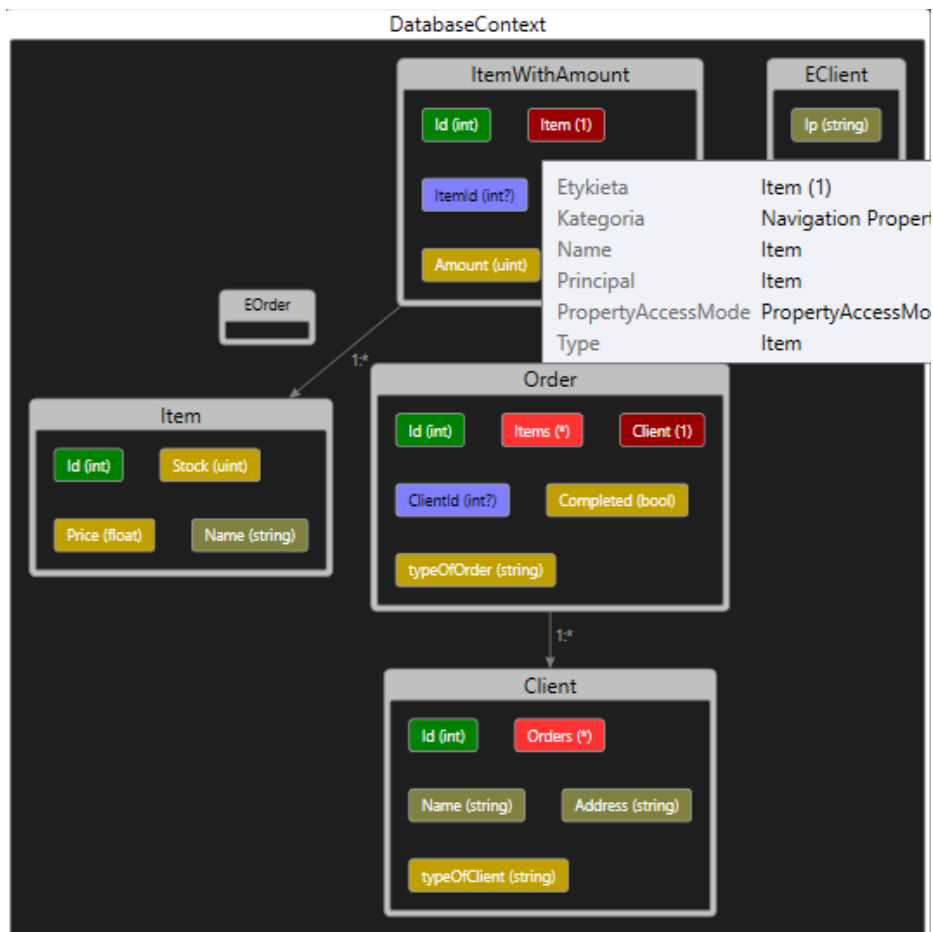 DatabaseContext
ItemWithAmount
Id (int)
Item (1)
ItemId (int?)
Amount (uint)
EClient
Ip (string)
Etykieta Item (1)
Kategoria Navigation Propert
Name Item
Principal Item
PropertyAccessMode PropertyAccessMo
Type Item
EOrder
1:*
Item
Id (int)
Stock (uint)
Price (float)
Name (string)
Order
Id (int)
Items (*)
Client (1)
ClientId (int?)
Completed (bool)
typeOfOrder (string)
1:*
Client
Id (int)
Orders (*)
Name (string)
Address (string)
typeOfClient (string)